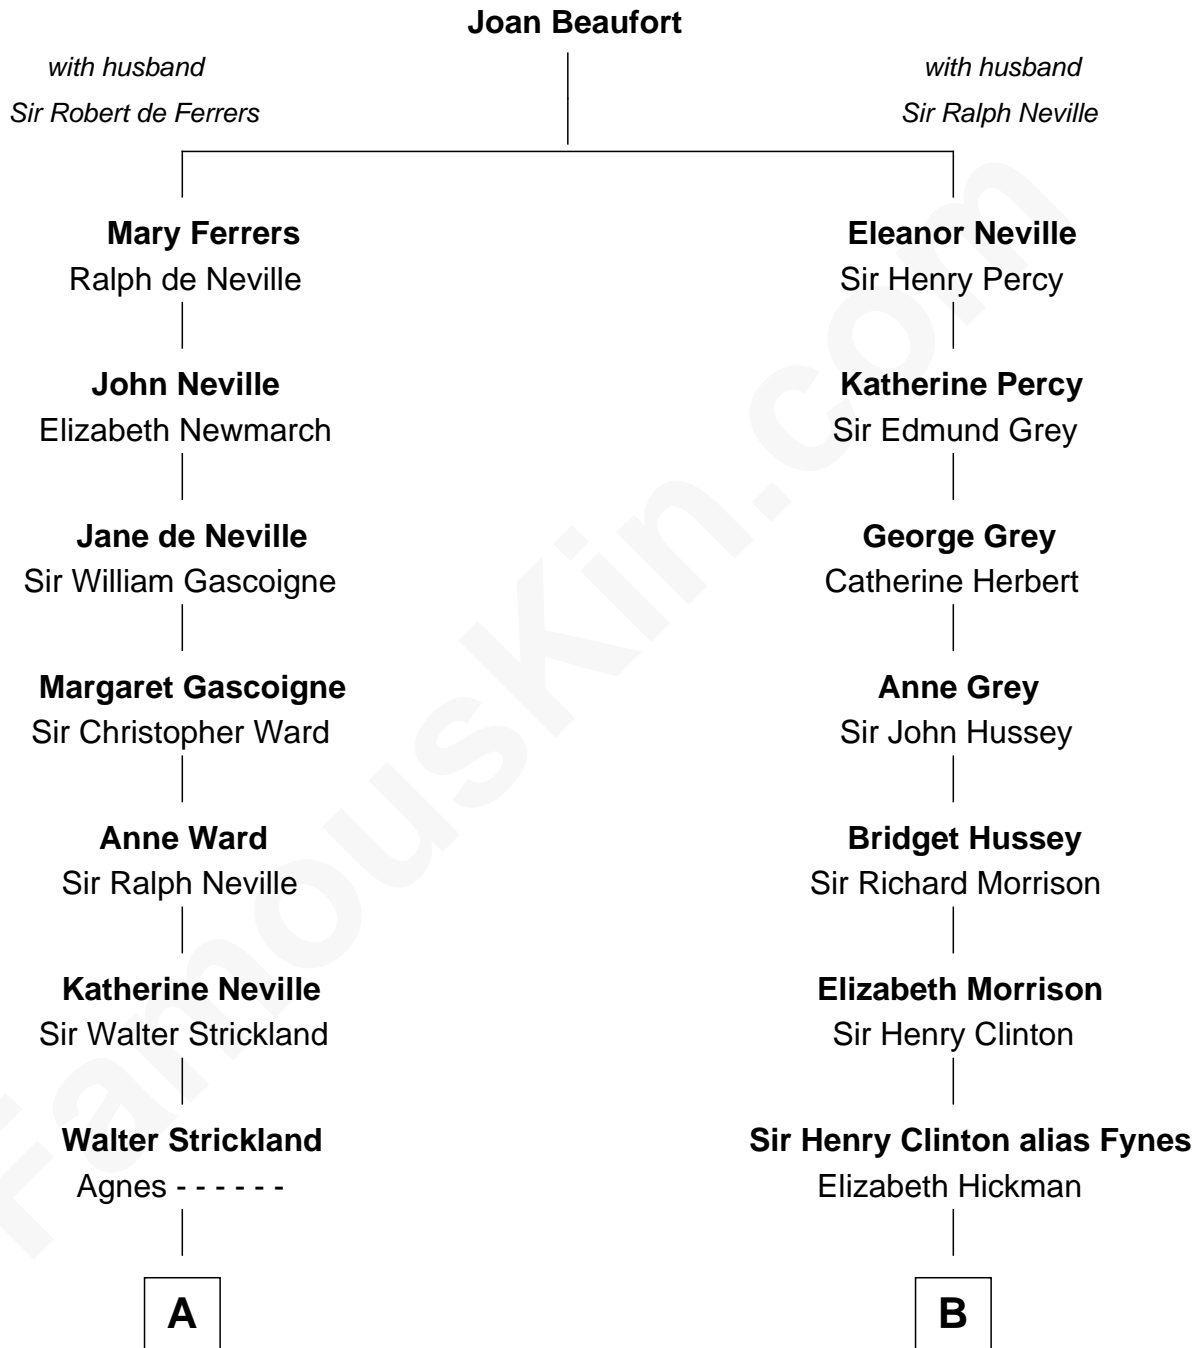 Joan Beaufort
with husband
Sir Robert de Ferrers
with husband
Sir Ralph Neville
Mary Ferrers
Ralph de Neville
John Neville
Elizabeth Newmarch
Jane de Neville
Sir William Gascoigne
Margaret Gascoigne
Sir Christopher Ward
Anne Ward
Sir Ralph Neville
Katherine Neville
Sir Walter Strickland
Walter Strickland
Agnes - - - - - -
A
Eleanor Neville
Sir Henry Percy
Katherine Percy
Sir Edmund Grey
George Grey
Catherine Herbert
Anne Grey
Sir John Hussey
Bridget Hussey
Sir Richard Morrison
Elizabeth Morrison
Sir Henry Clinton
Sir Henry Clinton alias Fynes
Elizabeth Hickman
B
FamousKin.com